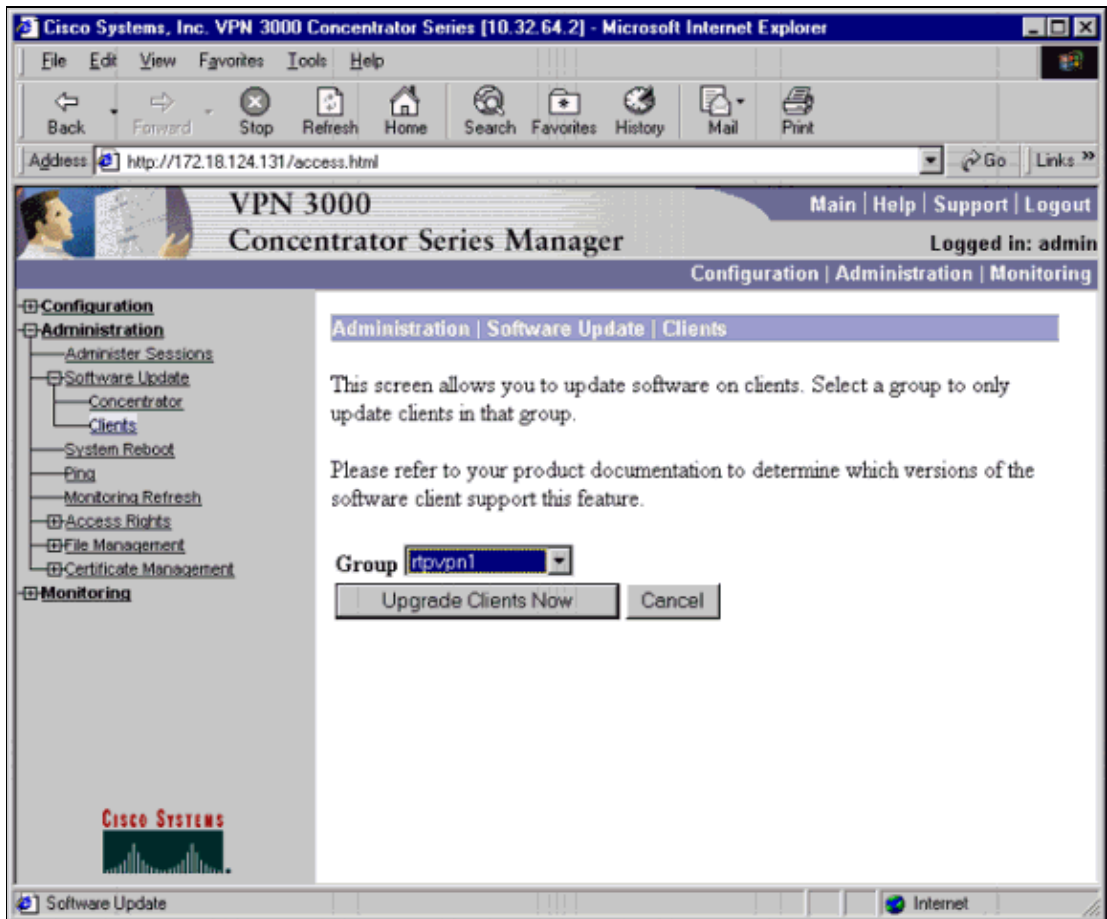 Cisco Systems, Inc. VPN 3000 Concentrator Series [10.32.64.2] - Microsoft Internet Explorer
File Edit View Favorites Tools Help
Back Forward Stop Refresh Home Search Favorites History Mail Print
Address http://172.18.124.131/access.html Go Links »
VPN 3000
Concentrator Series Manager
Main | Help | Support | Logout
Logged in: admin
Configuration | Administration | Monitoring
Configuration
Administration
Administer Sessions
Software Update
Concentrator
Clients
System Reboot
Ping
Monitoring Refresh
Access Rights
File Management
Certificate Management
Monitoring
Administration | Software Update | Clients
This screen allows you to update software on clients. Select a group to only
update clients in that group.
Please refer to your product documentation to determine which versions of the
software client support this feature.
Group rtpvpn1
Upgrade Clients Now Cancel
CISCO SYSTEMS
Software Update Internet